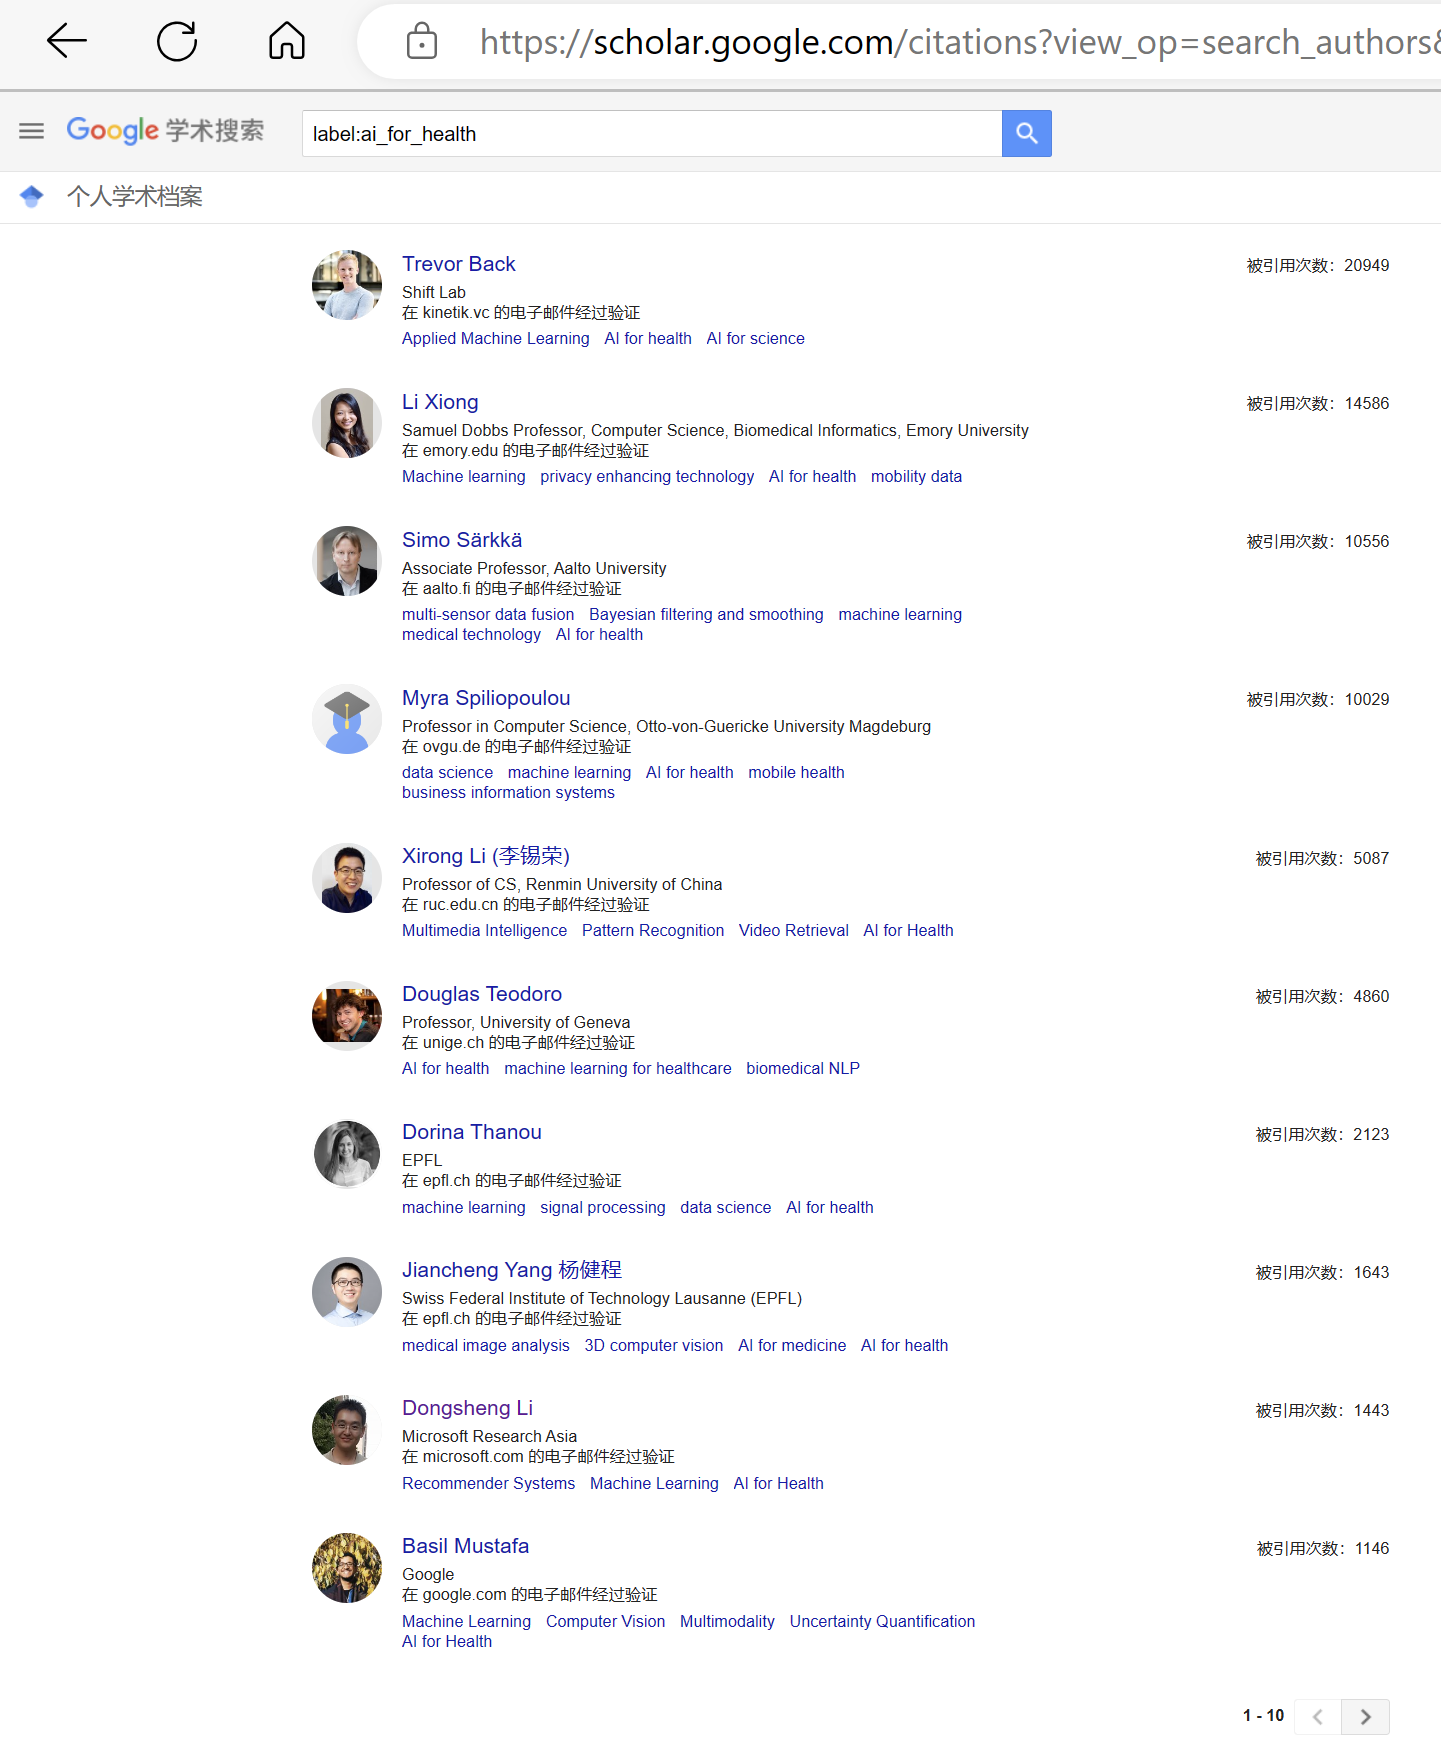 https://scholar.google.com/citations?view_op=search_authors&
Google 学术搜索
label:ai_for_health
个人学术档案
Trevor Back
被引用次数：20949
Shift Lab
在 kinetik.vc 的电子邮件经过验证
Applied Machine Learning AI for health AI for science
Li Xiong
被引用次数：14586
Samuel Dobbs Professor, Computer Science, Biomedical Informatics, Emory University
在 emory.edu 的电子邮件经过验证
Machine learning privacy enhancing technology AI for health mobility data
Simo Särkkä
被引用次数：10556
Associate Professor, Aalto University
在 aalto.fi 的电子邮件经过验证
multi-sensor data fusion Bayesian filtering and smoothing machine learning
medical technology AI for health
Myra Spiliopoulou
被引用次数：10029
Professor in Computer Science, Otto-von-Guericke University Magdeburg
在 ovgu.de 的电子邮件经过验证
data science machine learning AI for health mobile health
business information systems
Xirong Li (李锡荣)
被引用次数：5087
Professor of CS, Renmin University of China
在 ruc.edu.cn 的电子邮件经过验证
Multimedia Intelligence Pattern Recognition Video Retrieval AI for Health
Douglas Teodoro
被引用次数：4860
Professor, University of Geneva
在 unige.ch 的电子邮件经过验证
AI for health machine learning for healthcare biomedical NLP
Dorina Thanou
被引用次数：2123
EPFL
在 epfl.ch 的电子邮件经过验证
machine learning signal processing data science AI for health
Jiancheng Yang 杨健程
被引用次数：1643
Swiss Federal Institute of Technology Lausanne (EPFL)
在 epfl.ch 的电子邮件经过验证
medical image analysis 3D computer vision AI for medicine AI for health
Dongsheng Li
被引用次数：1443
Microsoft Research Asia
在 microsoft.com 的电子邮件经过验证
Recommender Systems Machine Learning AI for Health
Basil Mustafa
被引用次数：1146
Google
在 google.com 的电子邮件经过验证
Machine Learning Computer Vision Multimodality Uncertainty Quantification
AI for Health
1 - 10